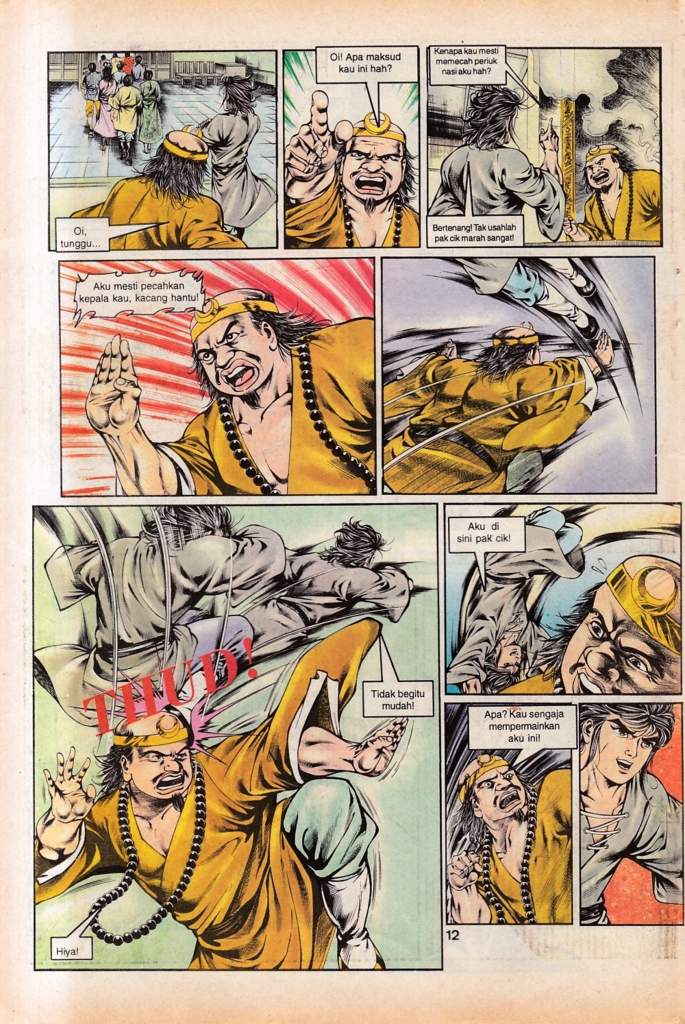 Oi,
tunggu...
Oi! Apa maksud
kau ini hah?
Kenapa kau mesti
memecah periuk
nasi aku hah?
Bertenang! Tak usahlah
pak cik marah sangat!
Aku mesti pecahkan
kepala kau, kacang hantu!
THUD!
Tidak begitu
mudah!
Hiya!
Aku di
sini pak cik!
Apa? Kau sengaja
mempermainkan
aku ini!
12